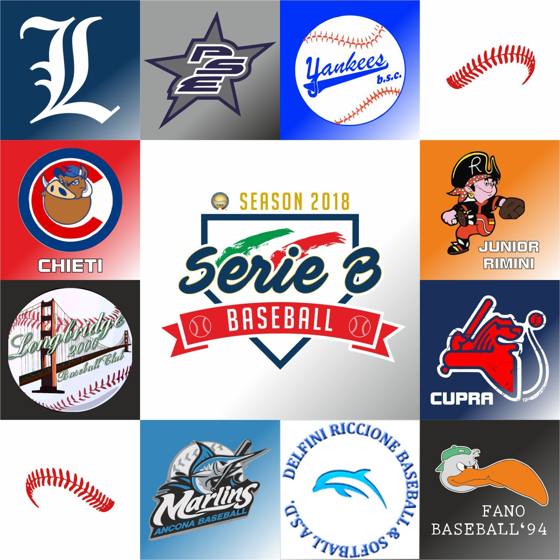 L
PSE
Yankees
b.s.c.
C
CHIETI
SEASON 2018
Serie B
BASEBALL
RJ
JUNIOR
RIMINI
Longbridge
2000
Baseball Club
CUPRA
Marlins
ANCONA BASEBALL
DELFINI RICCIONE BASEBALL & SOFTBALL A.S.D.
FANO
BASEBALL'94